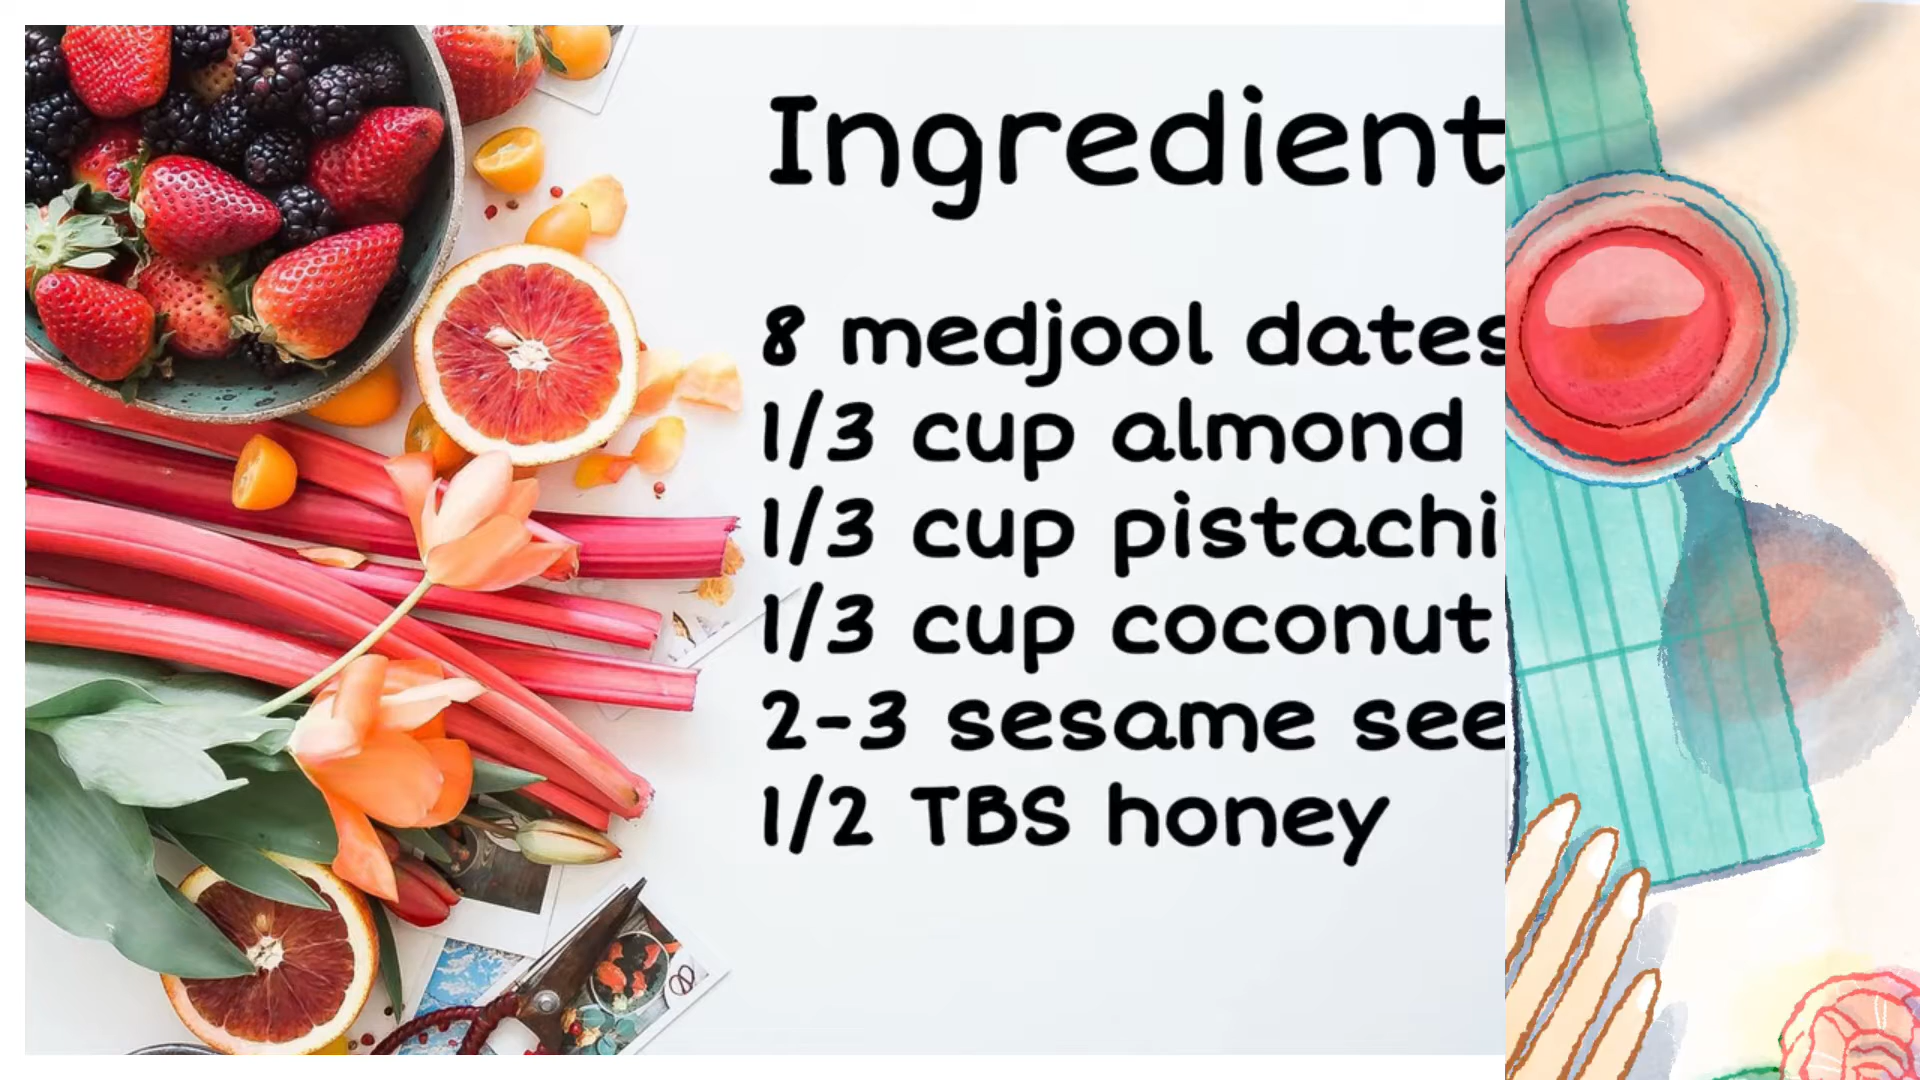 Ingredient
8 medjool dates
1/3 cup almond
1/3 cup pistachi
1/3 cup coconut
2-3 sesame see
1/2 TBS honey